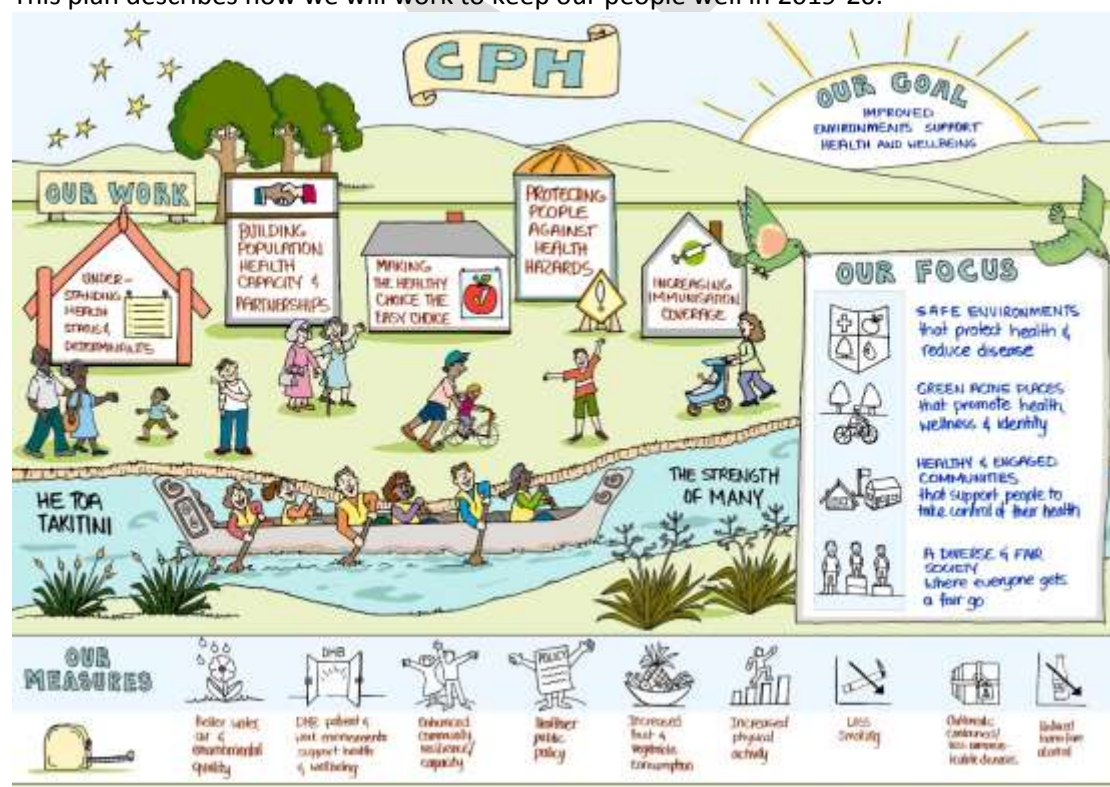 This plan describes how we will work to keep our people well in 2019-20.
CPH
OUR GOAL
IMPROVED
ENVIRONMENTS SUPPORT
HEALTH AND WELLBEING
OUR WORK
UNDER-
STANDING
HEALTH
STATUS &
DETERMINANTS
BUILDING
POPULATION
HEALTH
CAPACITY &
PARTNERSHIPS
MAKING
THE HEALTHY
CHOICE THE
EASY CHOICE
PROTECTING
PEOPLE
AGAINST
HEALTH
HAZARDS
!
INCREASING
IMMUNISATION
COVERAGE
OUR FOCUS
SAFE ENVIRONMENTS
that protect health &
reduce disease
GREEN ACTIVE PLACES
that promote health,
wellness & identity
HEALTHY & ENGAGED
COMMUNITIES
that support people to
take control of their health
A DIVERSE & FAIR
SOCIETY
where everyone gets
a fair go
HE TOA
TAKITINI
THE STRENGTH
OF MANY
OUR
MEASURES
Better water,
air &
environmental
quality
DHB
DHB patient &
work environments
support health
& wellbeing
Enhanced
community
resilience/
capacity
POLICY
Healthier
public
policy
Increased
fruit &
vegetable
consumption
Increased
physical
activity
LESS
Smoking
Outbreaks
contained/
less commun-
icable diseases
Reduced
harm from
alcohol